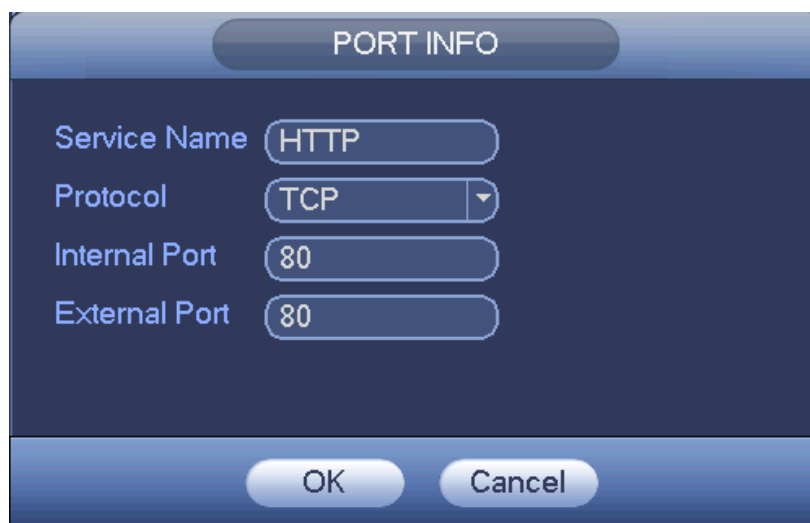 PORT INFO
Service Name HTTP
Protocol TCP
Internal Port 80
External Port 80
OK Cancel